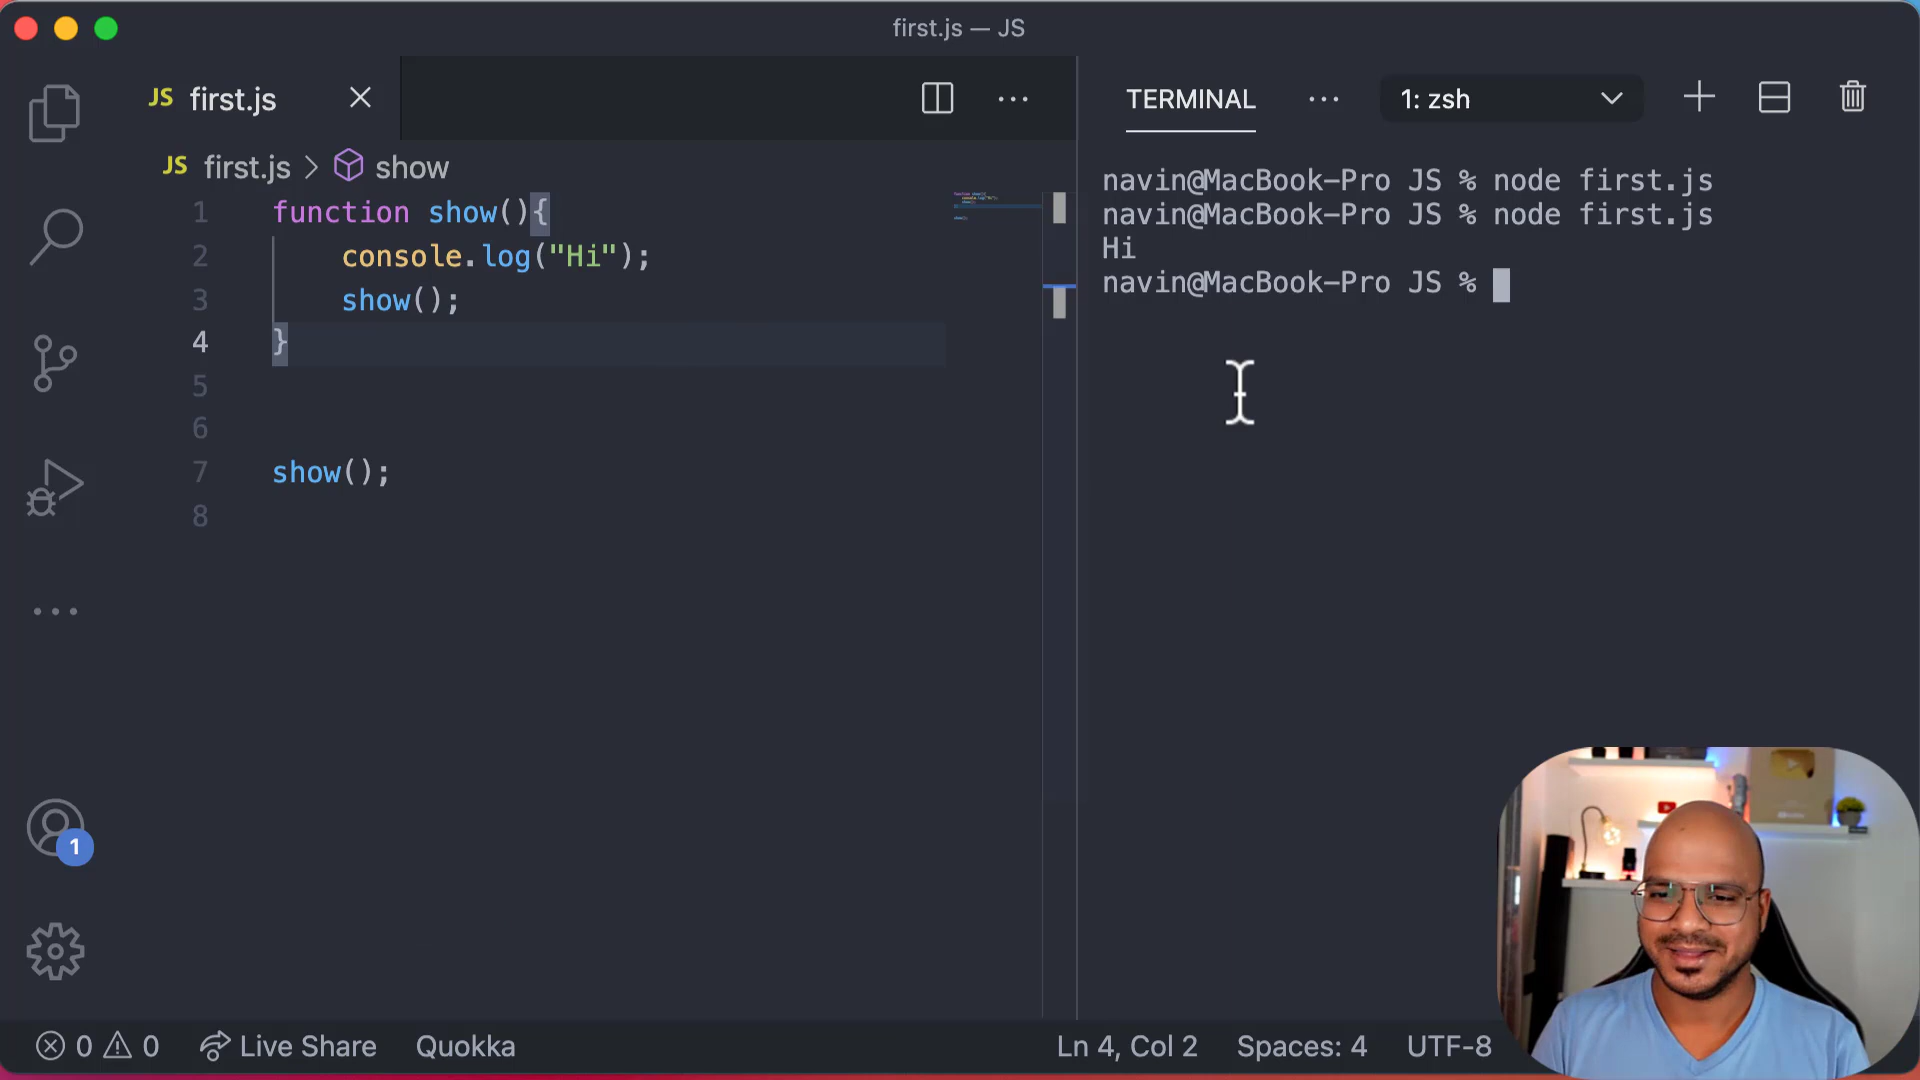 first.js — JS
JS first.js
TERMINAL
1: zsh
JS first.js > show
1 function show(){
2 console.log("Hi");
3 show();
4 }
5
6
7 show();
8
navin@MacBook-Pro JS % node first.js
navin@MacBook-Pro JS % node first.js
Hi
navin@MacBook-Pro JS %
1
0 0 Live Share Quokka
Ln 4, Col 2 Spaces: 4 UTF-8